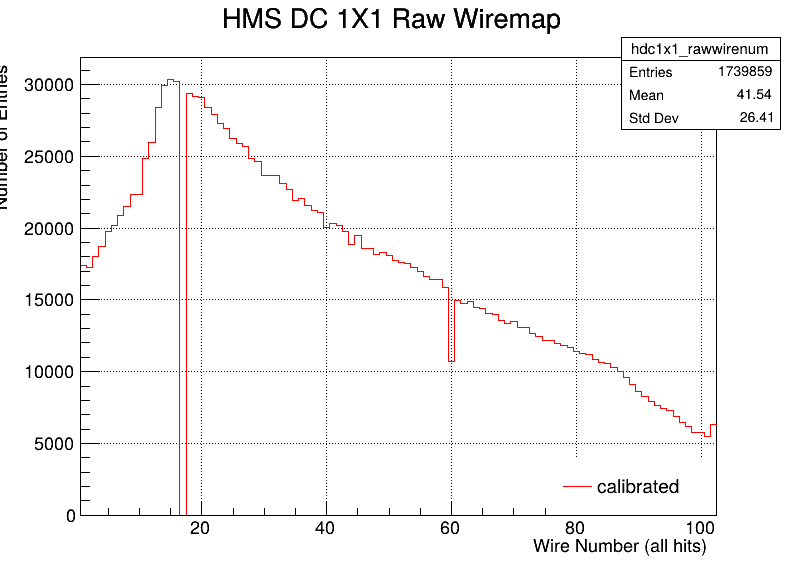 HMS DC 1X1 Raw Wiremap
hdc1x1_rawwirenum
Entries 1739859
Mean 41.54
Std Dev 26.41
Number of Entries
30000
25000
20000
15000
10000
5000
0
calibrated
20 40 60 80 100
Wire Number (all hits)